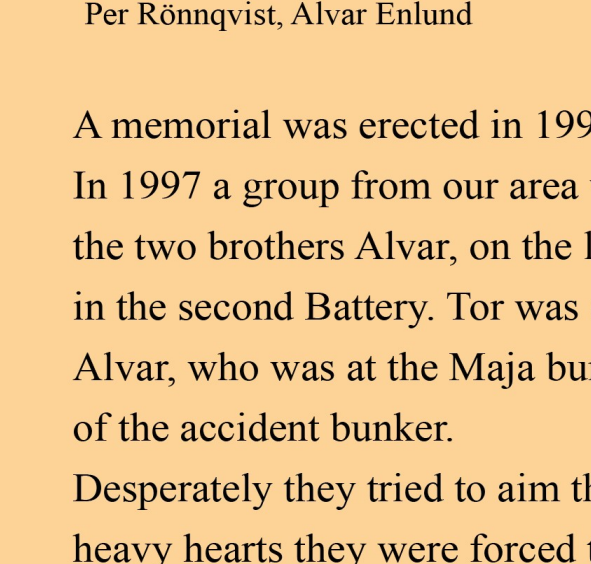 Per Rönnqvist, Alvar Enlund
A memorial was erected in 199
In 1997 a group from our area
the two brothers Alvar, on the
in the second Battery. Tor was
Alvar, who was at the Maja
of the accident bunker.
Desperately they tried to aim
heavy hearts they were forced